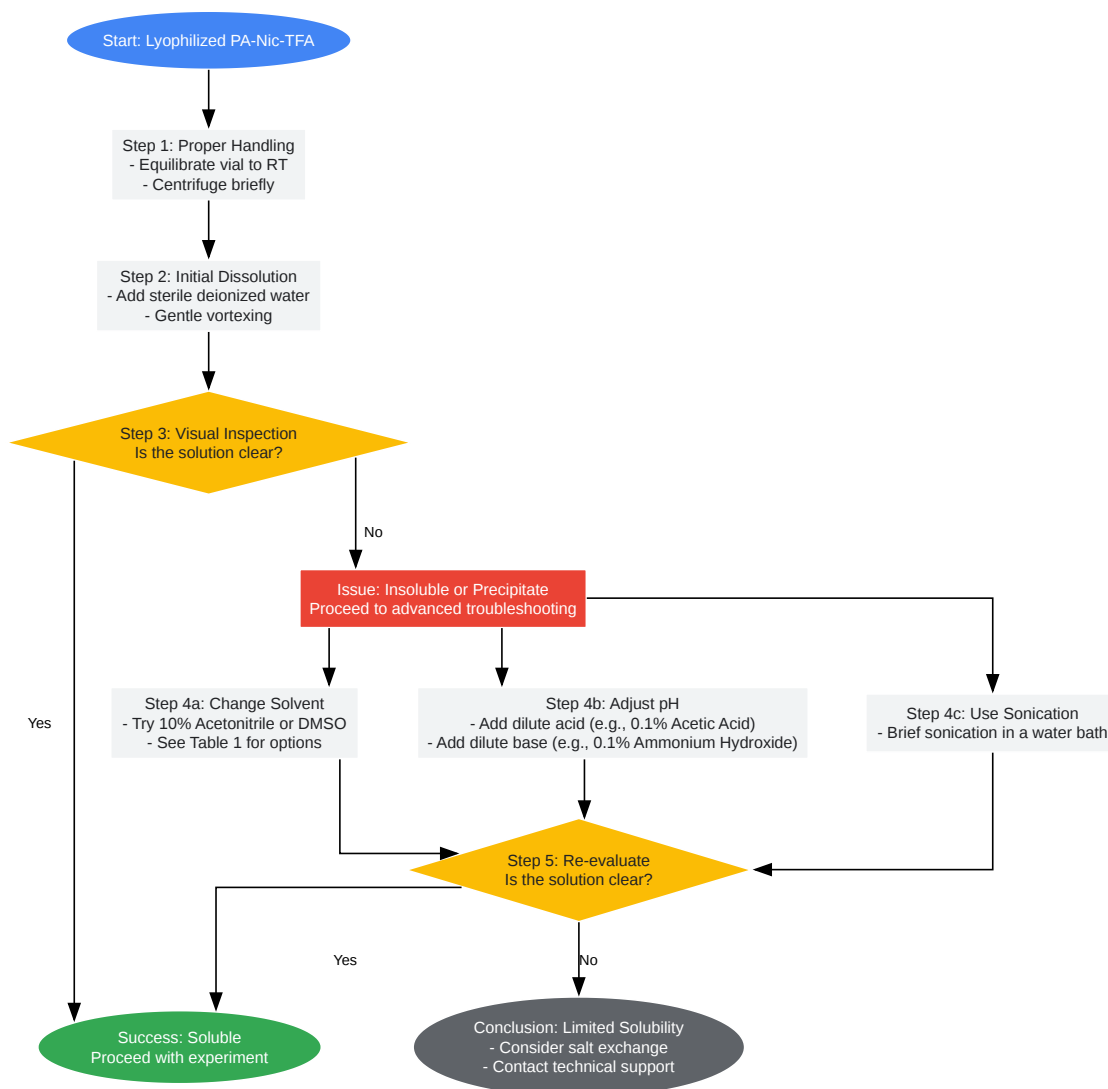 Start: Lyophilized PA-Nic-TFA
Step 1: Proper Handling
- Equilibrate vial to RT
- Centrifuge briefly
Step 2: Initial Dissolution
- Add sterile deionized water
- Gentle vortexing
Step 3: Visual Inspection
Is the solution clear?
No
Issue: Insoluble or Precipitate
Proceed to advanced troubleshooting
Step 4a: Change Solvent
- Try 10% Acetonitrile or DMSO
- See Table 1 for options
Step 4b: Adjust pH
- Add dilute acid (e.g., 0.1% Acetic Acid)
- Add dilute base (e.g., 0.1% Ammonium Hydroxide)
Step 4c: Use Sonication
- Brief sonication in a water bath
Yes
Step 5: Re-evaluate
Is the solution clear?
Yes
No
Success: Soluble
Proceed with experiment
Conclusion: Limited Solubility
- Consider salt exchange
- Contact technical support